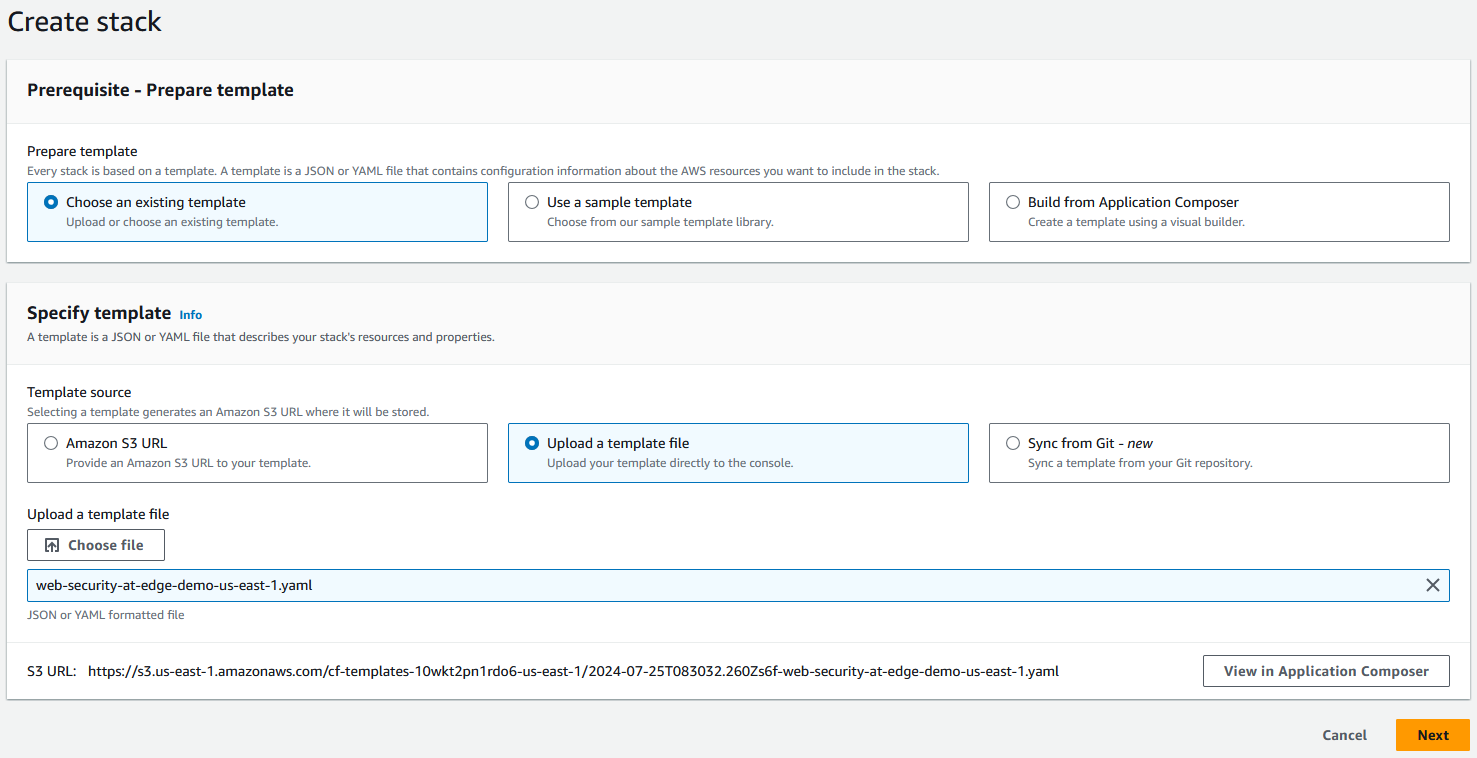 Create stack
Prerequisite - Prepare template
Prepare template
Every stack is based on a template. A template is a JSON or YAML file that contains configuration information about the AWS resources you want to include in the stack.
Choose an existing template
Upload or choose an existing template.
Use a sample template
Choose from our sample template library.
Build from Application Composer
Create a template using a visual builder.
Specify template Info
A template is a JSON or YAML file that describes your stack's resources and properties.
Template source
Selecting a template generates an Amazon S3 URL where it will be stored.
Amazon S3 URL
Provide an Amazon S3 URL to your template.
Upload a template file
Upload your template directly to the console.
Sync from Git - new
Sync a template from your Git repository.
Upload a template file
Choose file
web-security-at-edge-demo-us-east-1.yaml
JSON or YAML formatted file
S3 URL: https://s3.us-east-1.amazonaws.com/cf-templates-10wkt2pn1rdo6-us-east-1/2024-07-25T083032.260Zs6f-web-security-at-edge-demo-us-east-1.yaml
View in Application Composer
Cancel
Next